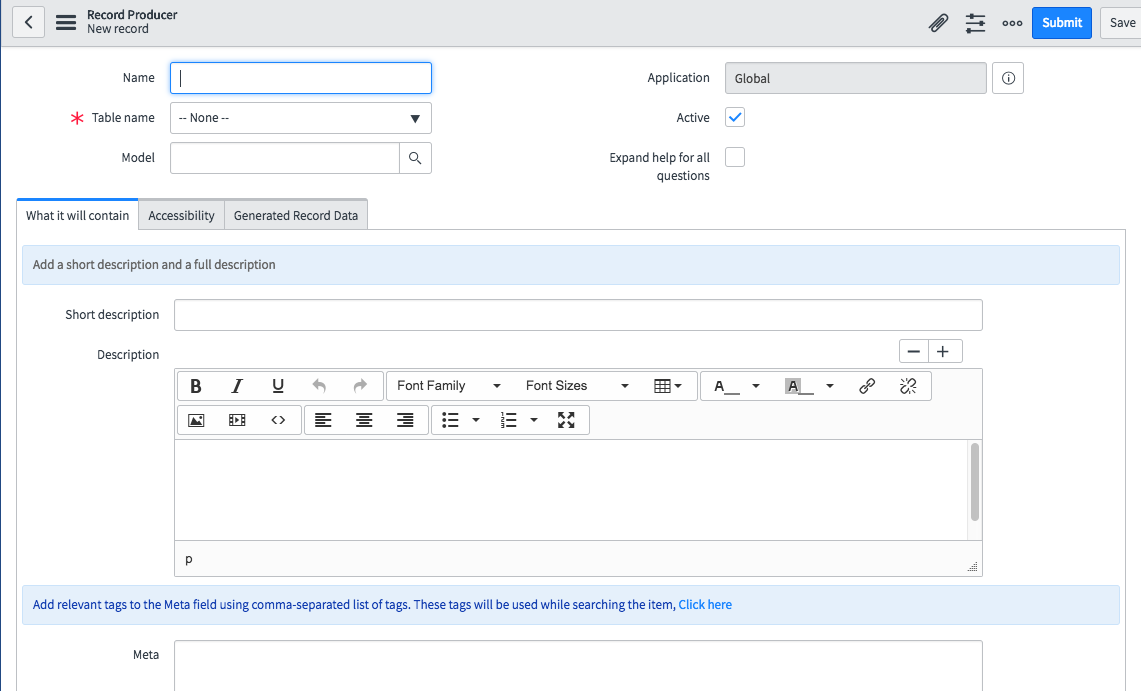 Record Producer
New record
Submit
Save
Name
Application
Global
Table name
-- None --
Active
Model
Expand help for all
questions
What it will contain
Accessibility
Generated Record Data
Add a short description and a full description
Short description
Description
B I U
Font Family
Font Sizes
A
A
p
Add relevant tags to the Meta field using comma-separated list of tags. These tags will be used while searching the item, Click here
Meta